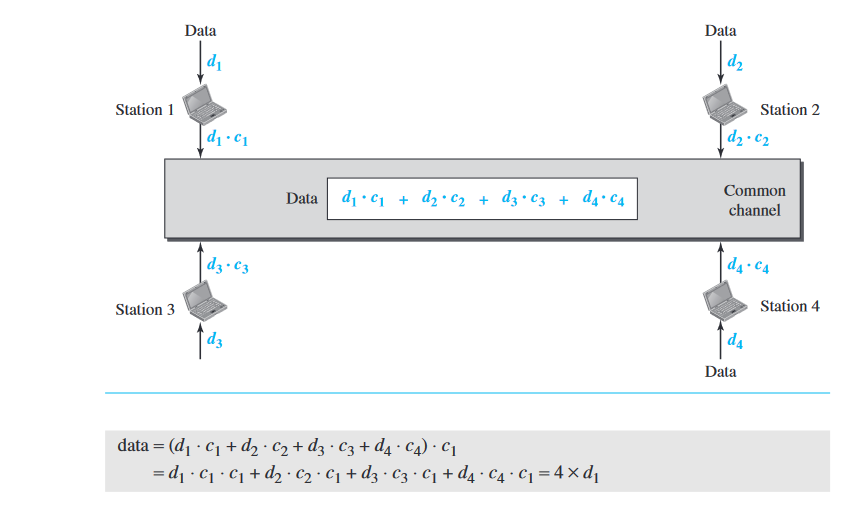 Data Data
d₁ d₂
Station 1 Station 2
d₁ · c₁ d₂ · c₂
Data d₁ · c₁ + d₂ · c₂ + d₃ · c₃ + d₄ · c₄ Common
channel
d₃ · c₃ d₄ · c₄
Station 3 Station 4
d₃ d₄
Data
data = (d₁ · c₁ + d₂ · c₂ + d₃ · c₃ + d₄ · c₄) · c₁
= d₁ · c₁ · c₁ + d₂ · c₂ · c₁ + d₃ · c₃ · c₁ + d₄ · c₄ · c₁ = 4 × d₁